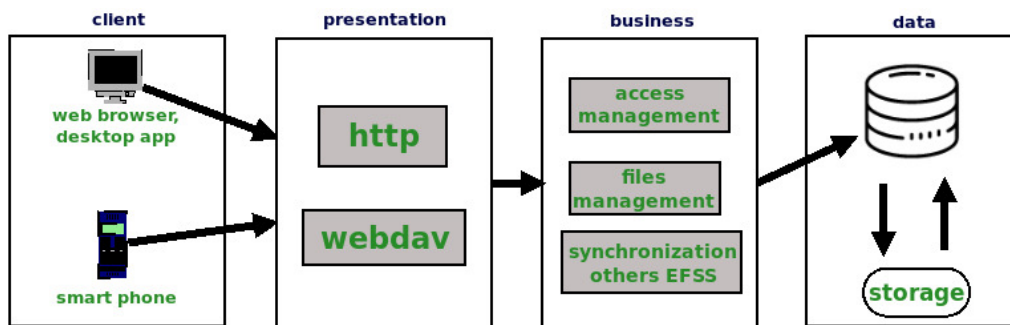 client
presentation
business
data
web browser,
desktop app
smart phone
http
webdav
access
management
files
management
synchronization
others EFSS
storage